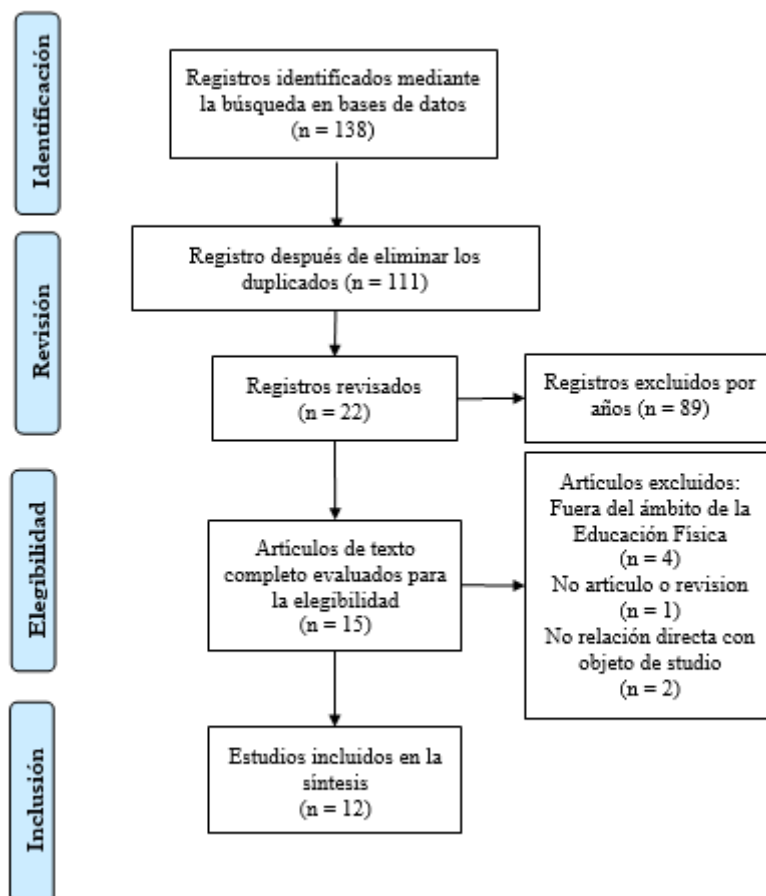 Identificación
Registros identificados mediante
la búsqueda en bases de datos
(n = 138)
Revisión
Registro después de eliminar los
duplicados (n = 111)
Registros revisados
(n = 22)
Registros excluidos por
años (n = 89)
Elegibilidad
Artículos de texto
completo evaluados para
la elegibilidad
(n = 15)
Artículos excluidos:
Fuera del ámbito de la
Educación Física
(n = 4)
No artículo o revision
(n = 1)
No relación directa con
objeto de studio
(n = 2)
Inclusión
Estudios incluidos en la
síntesis
(n = 12)